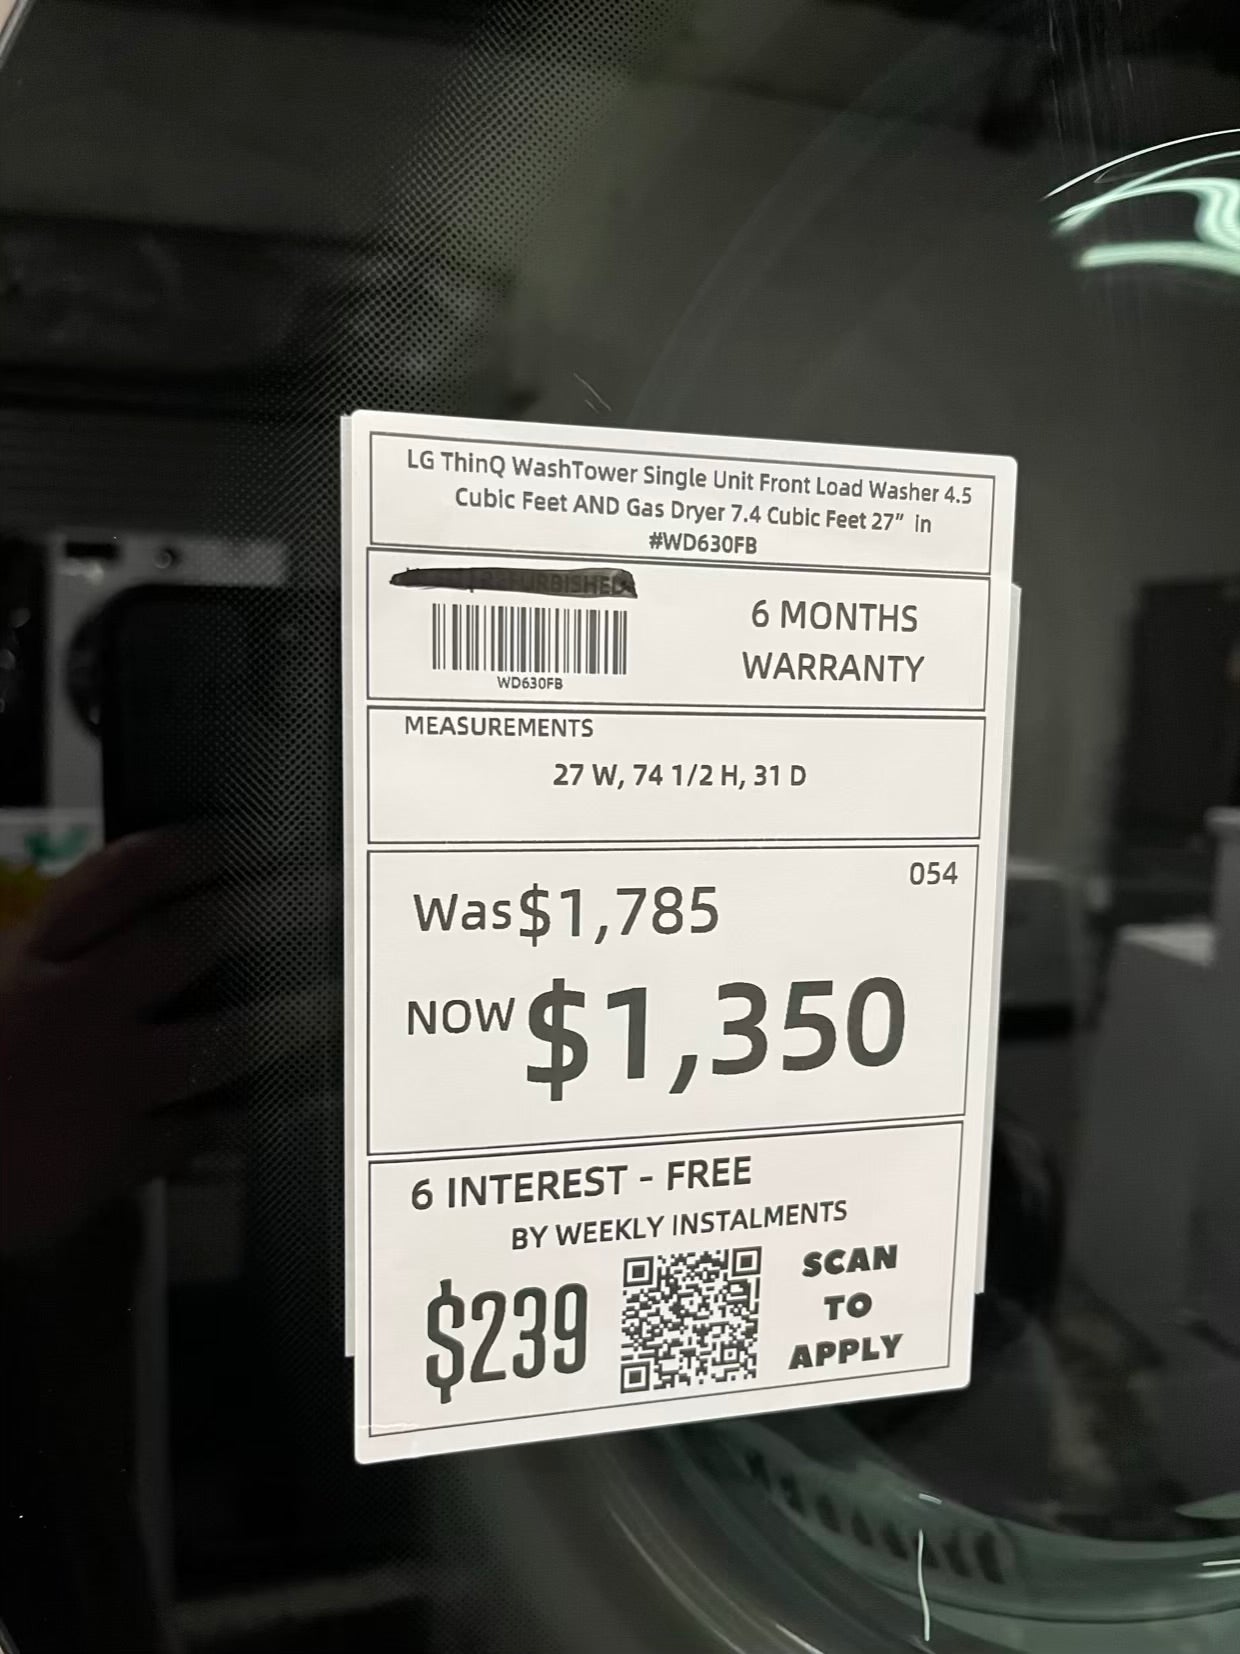 LG ThinQ WashTower Single Unit Front Load Washer 4.5
Cubic Feet AND Gas Dryer 7.4 Cubic Feet 27" in
#WD630FB
REFURBISHED
WD630FB
6 MONTHS
WARRANTY
MEASUREMENTS
27 W, 74 1/2 H, 31 D
054
Was $1,785
NOW $1,350
6 INTEREST - FREE
BY WEEKLY INSTALMENTS
$239
SCAN
TO
APPLY